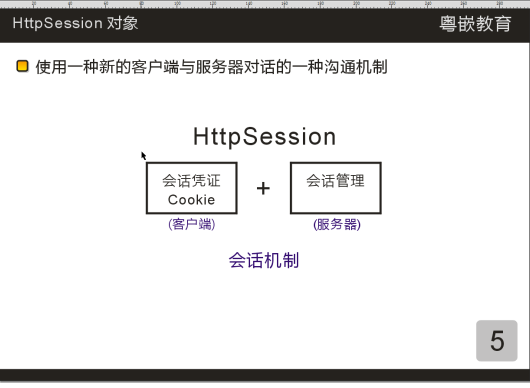 HttpSession 对象
粤嵌教育
使用一种新的客户端与服务器对话的一种沟通机制
HttpSession
会话凭证
Cookie
+
会话管理
(客户端)
(服务器)
会话机制
5